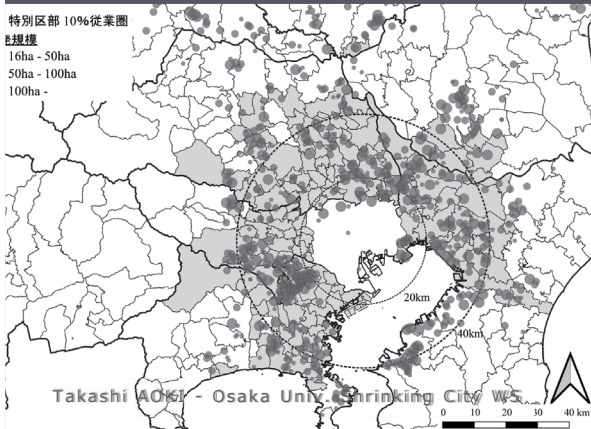 特別区部 10%従業圏
発規模
16ha - 50ha
50ha - 100ha
100ha -
20km
40km
Takashi AOKI - Osaka Univ. Shrinking City WS
0 10 20 30 40 km